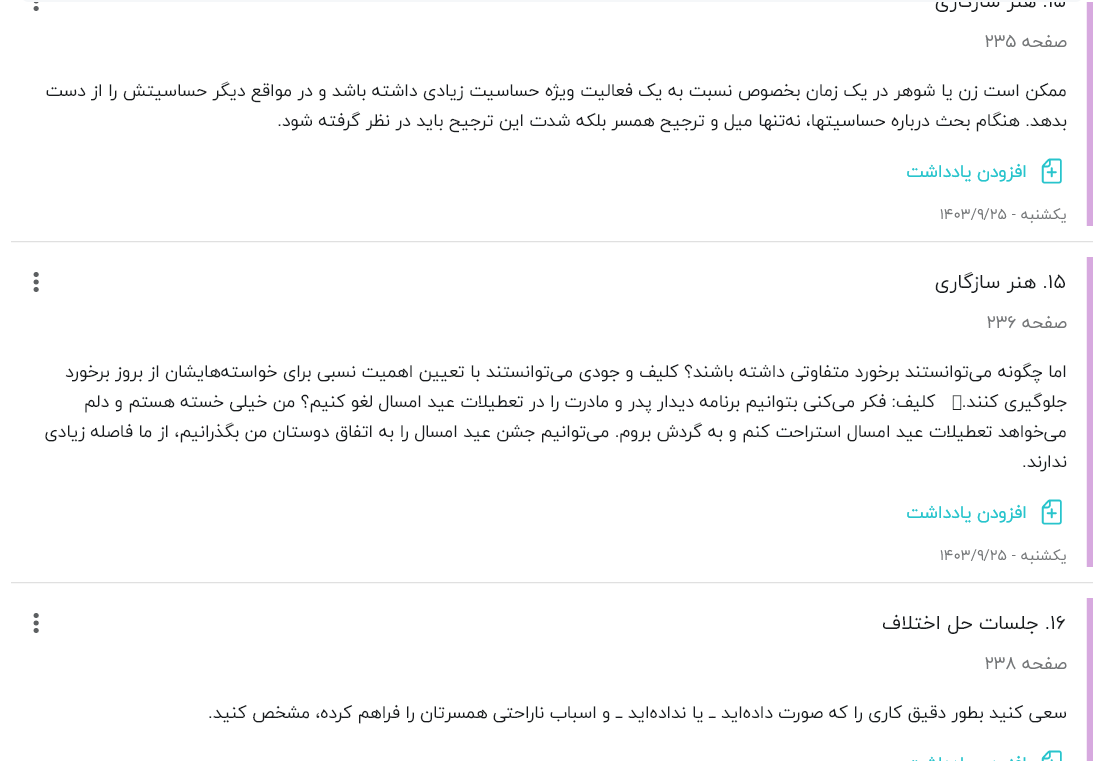 ۱۵. هنر سازگاری
صفحه ۲۳۵
ممکن است زن یا شوهر در یک زمان بخصوص نسبت به یک فعالیت ویژه حساسیت زیادی داشته باشد و در مواقع دیگر حساسیتش را از دست
بدهد. هنگام بحث درباره حساسیتها، نه‌تنها میل و ترجیح همسر بلکه شدت این ترجیح باید در نظر گرفته شود.
افزودن یادداشت
یکشنبه - ۱۴۰۳/۹/۲۵
۱۵. هنر سازگاری
صفحه ۲۳۶
اما چگونه می‌توانستند برخورد متفاوتی داشته باشند؟ کلیف و جودی می‌توانستند با تعیین اهمیت نسبی برای خواسته‌هایشان از بروز برخورد
جلوگیری کنند. کلیف: فکر می‌کنی بتوانیم برنامه دیدار پدر و مادرت را در تعطیلات عید امسال لغو کنیم؟ من خیلی خسته هستم و دلم
می‌خواهد تعطیلات عید امسال استراحت کنم و به گردش بروم. می‌توانیم جشن عید امسال را به اتفاق دوستان من بگذرانیم، از ما فاصله زیادی
ندارند.
افزودن یادداشت
یکشنبه - ۱۴۰۳/۹/۲۵
۱۶. جلسات حل اختلاف
صفحه ۲۳۸
سعی کنید بطور دقیق کاری را که صورت داده‌اید ـ یا نداده‌اید ـ و اسباب ناراحتی همسرتان را فراهم کرده، مشخص کنید.
افزودن یادداشت